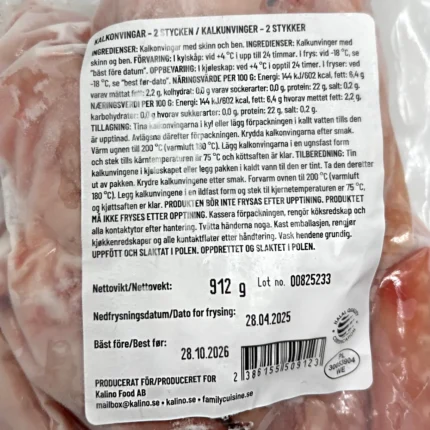 KALKONVINGAR – 2 STYCKEN / KALKUNVINGER – 2 STYKKER
INGREDIENSER: Kalkonvingar med skinn och ben. INGREDIENSER: Kalkunvinger med
skinn og ben. FÖRVARING: I kylskåp: vid +4 °C i upp till 24 timmar. I frys: vid -18 °C, se
"bäst före datum". OPPBEVARING: I kjøleskap: ved +4 °C i opptil 24 timer. I fryser: ved
-18 °C, se "best før-dato". NÄRINGSVÄRDE PER 100 G: Energi: 144 kJ/602 kcal, fett: 6,4 g
varav mättat fett: 2,2 g, kolhydrat: 0,0 g varav sockerarter: 0,0 g, protein: 22 g, salt: 0,2 g.
NÆRINGSVERDI PER 100 G: Energi: 144 kJ/602 kcal, fett: 6,4 g hvorav mettet fett: 2,2 g,
karbohydrater: 0,0 g hvorav sukkerarter: 0,0 g, protein: 22 g, salt: 0,2 g.
TILLAGNING: Tina kalkonvingarna i kyl eller lägg förpackningen i kallt vatten tills den
är upptinad. Avlägsna därefter förpackningen. Krydda kalkonvingarna efter smak.
Värm ugnen till 200 °C (varmluft 180 °C). Lägg kalkonvingarna i en ugnsfast form
och stek tills kärntemperaturen är 75 °C och köttsaften är klar. TILBEREDNING: Tin
kalkunvingene i kjøleskapet eller legg pakken i kaldt vann til den er tint. Ta den deretter
ut av pakken. Krydre kalkunvingene etter smak. Forvarm ovnen til 200 °C (varmluft
180 °C). Legg kalkunvingene i en ildfast form og stek til kjernetemperaturen er 75 °C,
og kjøttsaften er klar. PRODUKTEN BÖR INTE FRYSAS EFTER UPPTINING. PRODUKTET
MÅ IKKE FRYSES ETTER OPPTINING. Kassera förpackningen, rengör köksredskap och
alla kontaktytor efter hantering. Tvätta händerna noga. Kast emballasjen, rengjør
kjøkkenredskaper og alle kontaktflater etter håndtering. Vask hendene grundig.
UPPFÖTT OCH SLAKTAT I POLEN. OPPDRETTET OG SLAKTET I POLEN.
Nettovikt/Nettovekt: 912 g Lot no. 00825233
Nedfrysningsdatum/Dato for frysing: 28.04.2025
Bäst före/Best før: 28.10.2026
PRODUCERAT FÖR/PRODUCERET FOR
Kalino Food AB
mailbox@kalino.se • kalino.se • familycuisine.se
2 386155 509123
PL
30613904
WE